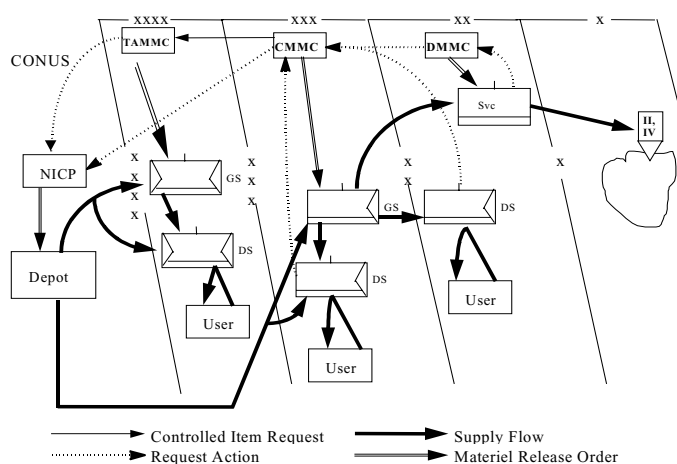 xxxx
xxx
xx
x
TAMMC
CMMC
DMMC
CONUS
Svc
II,
IV
NICP
x
x
x
x
GS
x
x
x
x
x
x
GS
DS
DS
DS
Depot
User
User
User
Controlled Item Request
Supply Flow
Request Action
Materiel Release Order